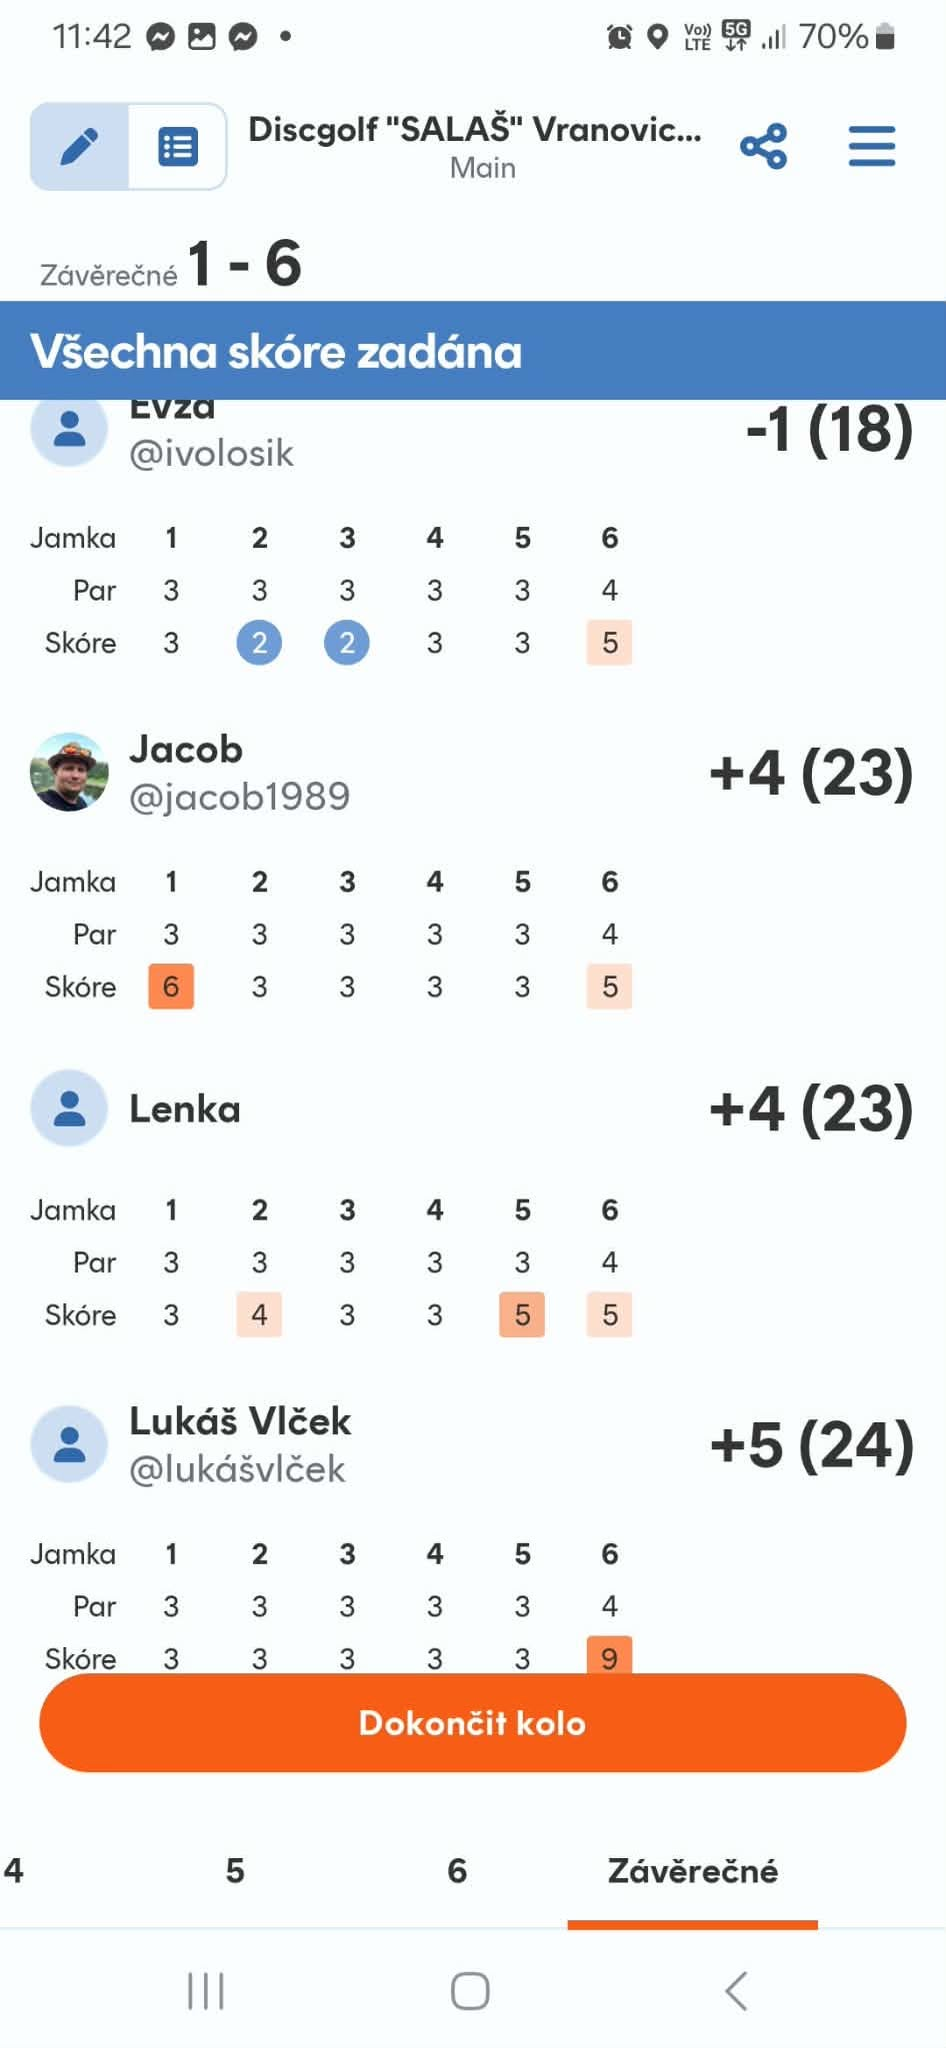 11:42
Vo)) LTE 5G 70%
Discgolf "SALAŠ" Vranovic...
Main
Závěrečné 1 - 6
Všechna skóre zadána
Evža
@ivolosik
-1 (18)
Jamka 1 2 3 4 5 6
Par 3 3 3 3 3 4
Skóre 3 2 2 3 3 5
Jacob
@jacob1989
+4 (23)
Jamka 1 2 3 4 5 6
Par 3 3 3 3 3 4
Skóre 6 3 3 3 3 5
Lenka
+4 (23)
Jamka 1 2 3 4 5 6
Par 3 3 3 3 3 4
Skóre 3 4 3 3 5 5
Lukáš Vlček
@lukášvlček
+5 (24)
Jamka 1 2 3 4 5 6
Par 3 3 3 3 3 4
Skóre 3 3 3 3 3 9
Dokončit kolo
4 5 6 Závěrečné